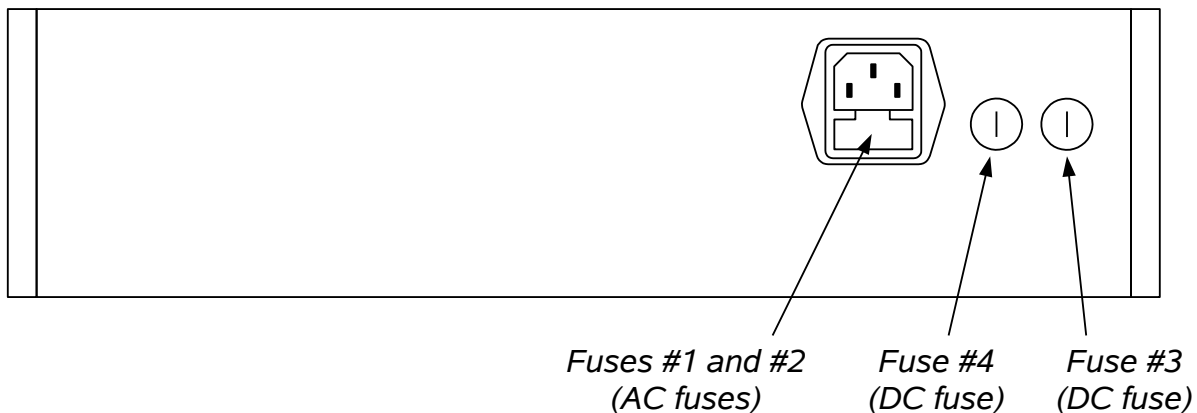 Fuses #1 and #2
(AC fuses)
Fuse #4
(DC fuse)
Fuse #3
(DC fuse)